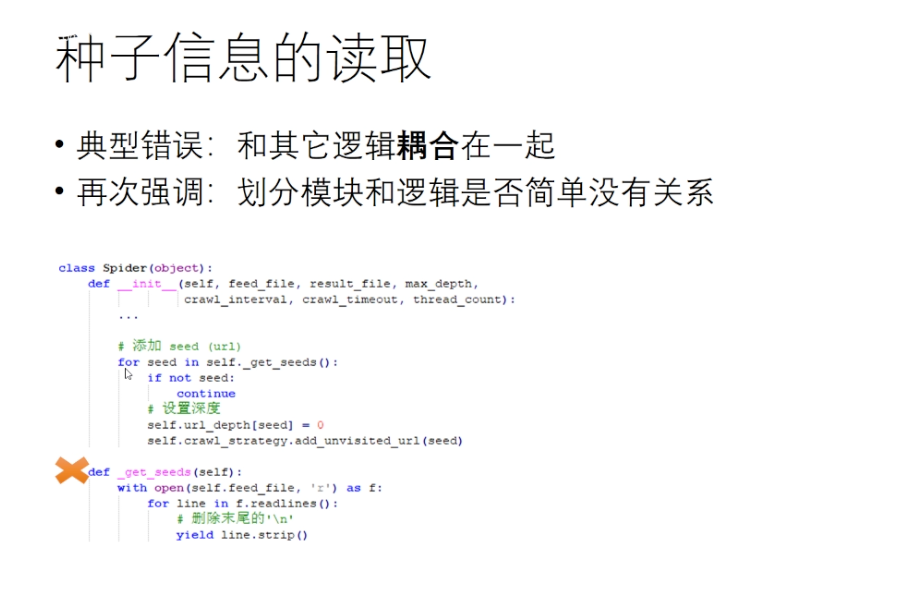 种子信息的读取
• 典型错误：和其它逻辑耦合在一起
• 再次强调：划分模块和逻辑是否简单没有关系
class Spider(object):
    def __init__(self, feed_file, result_file, max_depth,
                 crawl_interval, crawl_timeout, thread_count):
        ...
        # 添加 seed (url)
        for seed in self._get_seeds():
            if not seed:
                continue
            # 设置深度
            self.url_depth[seed] = 0
            self.crawl_strategy.add_unvisited_url(seed)
    def _get_seeds(self):
        with open(self.feed_file, 'r') as f:
            for line in f.readlines():
                # 删除末尾的'\n'
                yield line.strip()